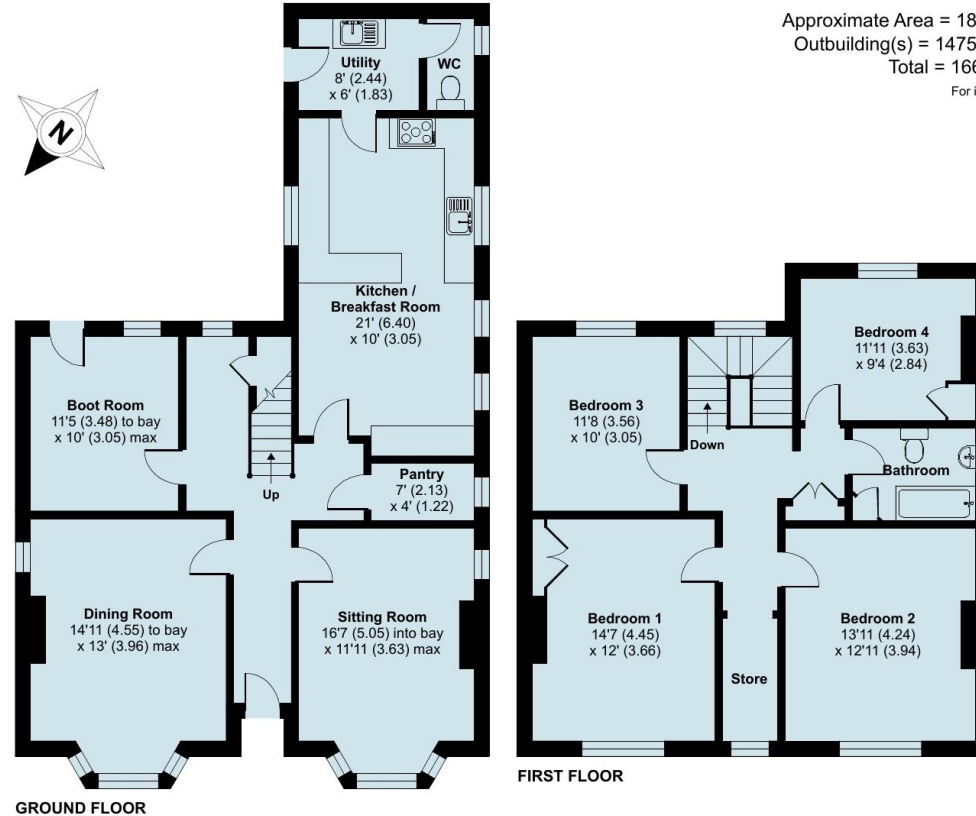 Approximate Area = 18
Outbuilding(s) = 1475
Total = 166
For i
N
Utility
8' (2.44)
x 6' (1.83)
WC
Kitchen /
Breakfast Room
21' (6.40)
x 10' (3.05)
Boot Room
11'5 (3.48) to bay
x 10' (3.05) max
Up
Pantry
7' (2.13)
x 4' (1.22)
Dining Room
14'11 (4.55) to bay
x 13' (3.96) max
Sitting Room
16'7 (5.05) into bay
x 11'11 (3.63) max
GROUND FLOOR
Bedroom 4
11'11 (3.63)
x 9'4 (2.84)
Bedroom 3
11'8 (3.56)
x 10' (3.05)
Down
Bathroom
Bedroom 1
14'7 (4.45)
x 12' (3.66)
Bedroom 2
13'11 (4.24)
x 12'11 (3.94)
Store
FIRST FLOOR